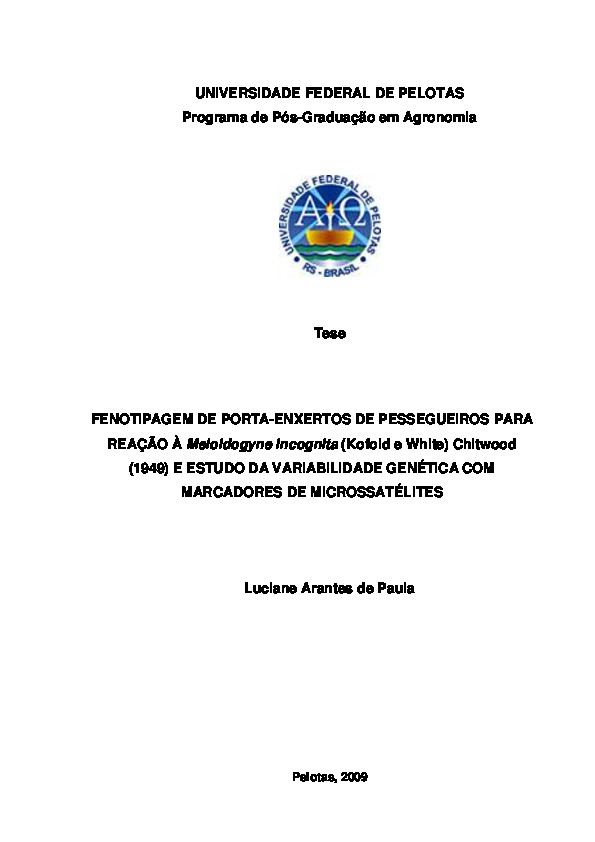 UNIVERSIDADE FEDERAL DE PELOTAS
Programa de Pós-Graduação em Agronomia
UNIVERSIDADE FEDERAL DE PELOTAS
ΑΩ
RS - BRASIL
Tese
FENOTIPAGEM DE PORTA-ENXERTOS DE PESSEGUEIROS PARA
REAÇÃO À Meloidogyne incognita (Kofoid e White) Chitwood
(1949) E ESTUDO DA VARIABILIDADE GENÉTICA COM
MARCADORES DE MICROSSATÉLITES
Luciane Arantes de Paula
Pelotas, 2009